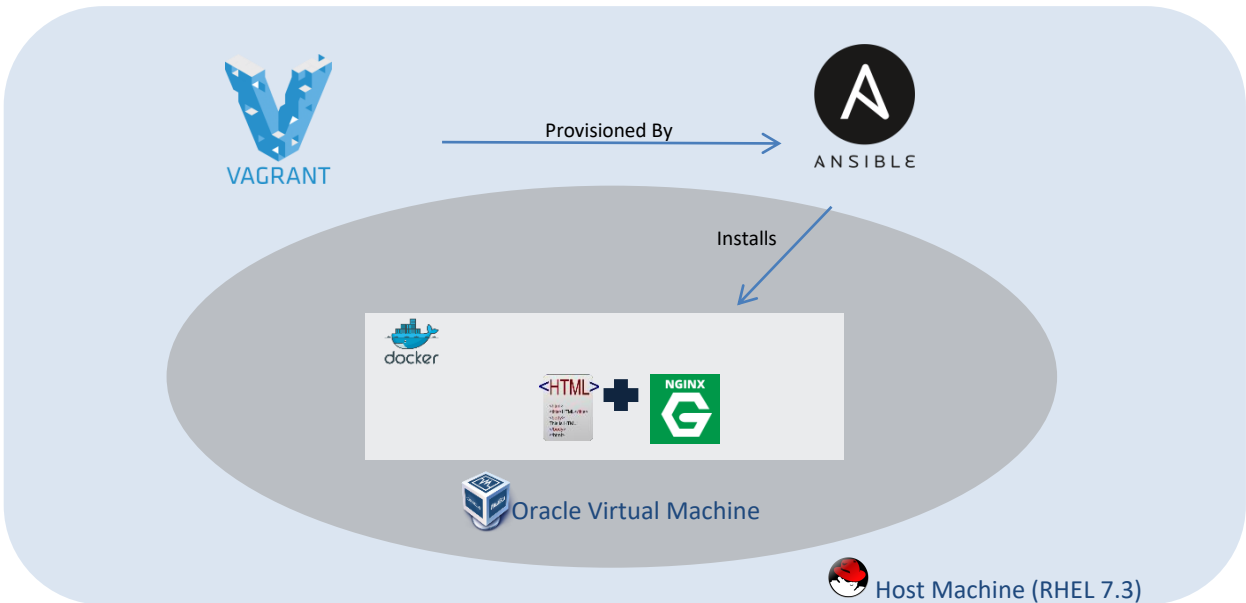 VAGRANT
Provisioned By
ANSIBLE
Installs
docker
<HTML>
NGINX
Oracle Virtual Machine
Host Machine (RHEL 7.3)